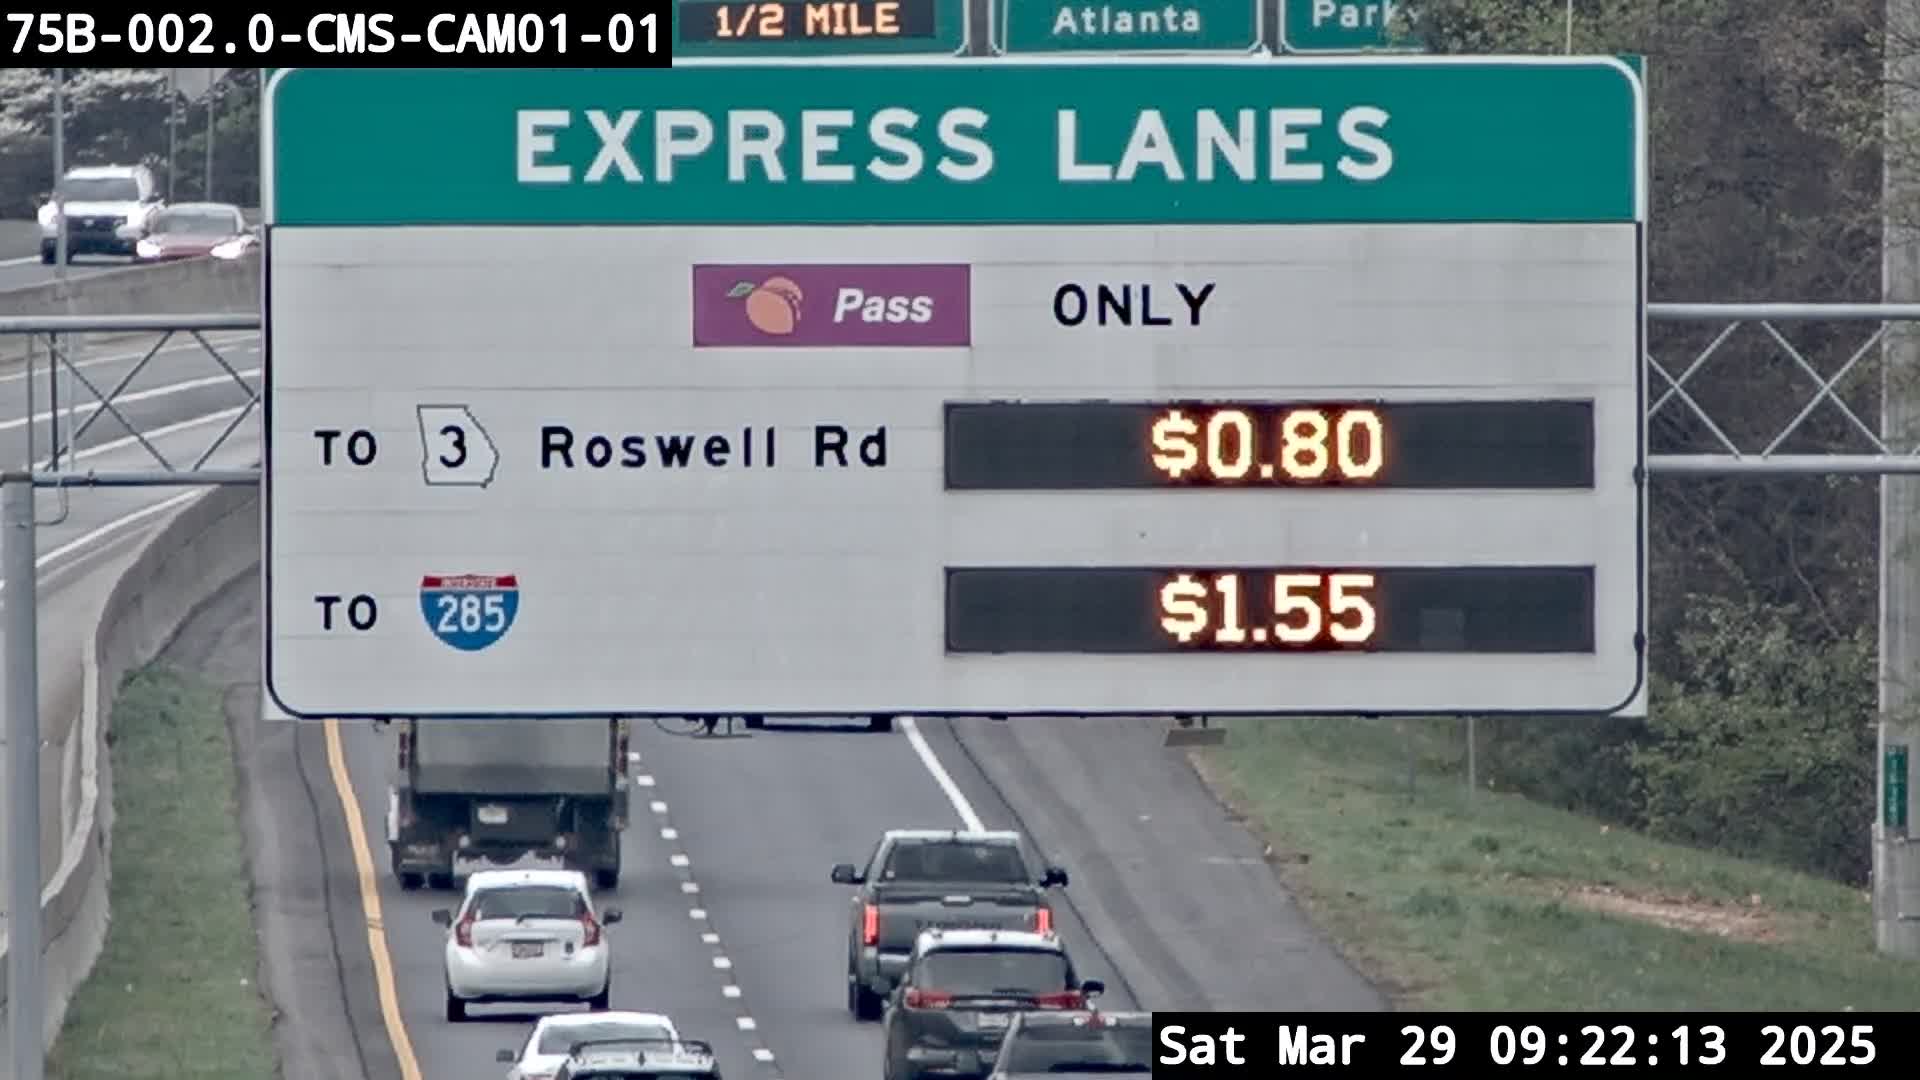 75B-002.0-CMS-CAM01-01
1/2 MILE
Atlanta
EXPRESS LANES
Pass ONLY
TO 3 Roswell Rd $0.80
TO INTERSTATE 285 $1.55
Sat Mar 29 09:22:13 2025